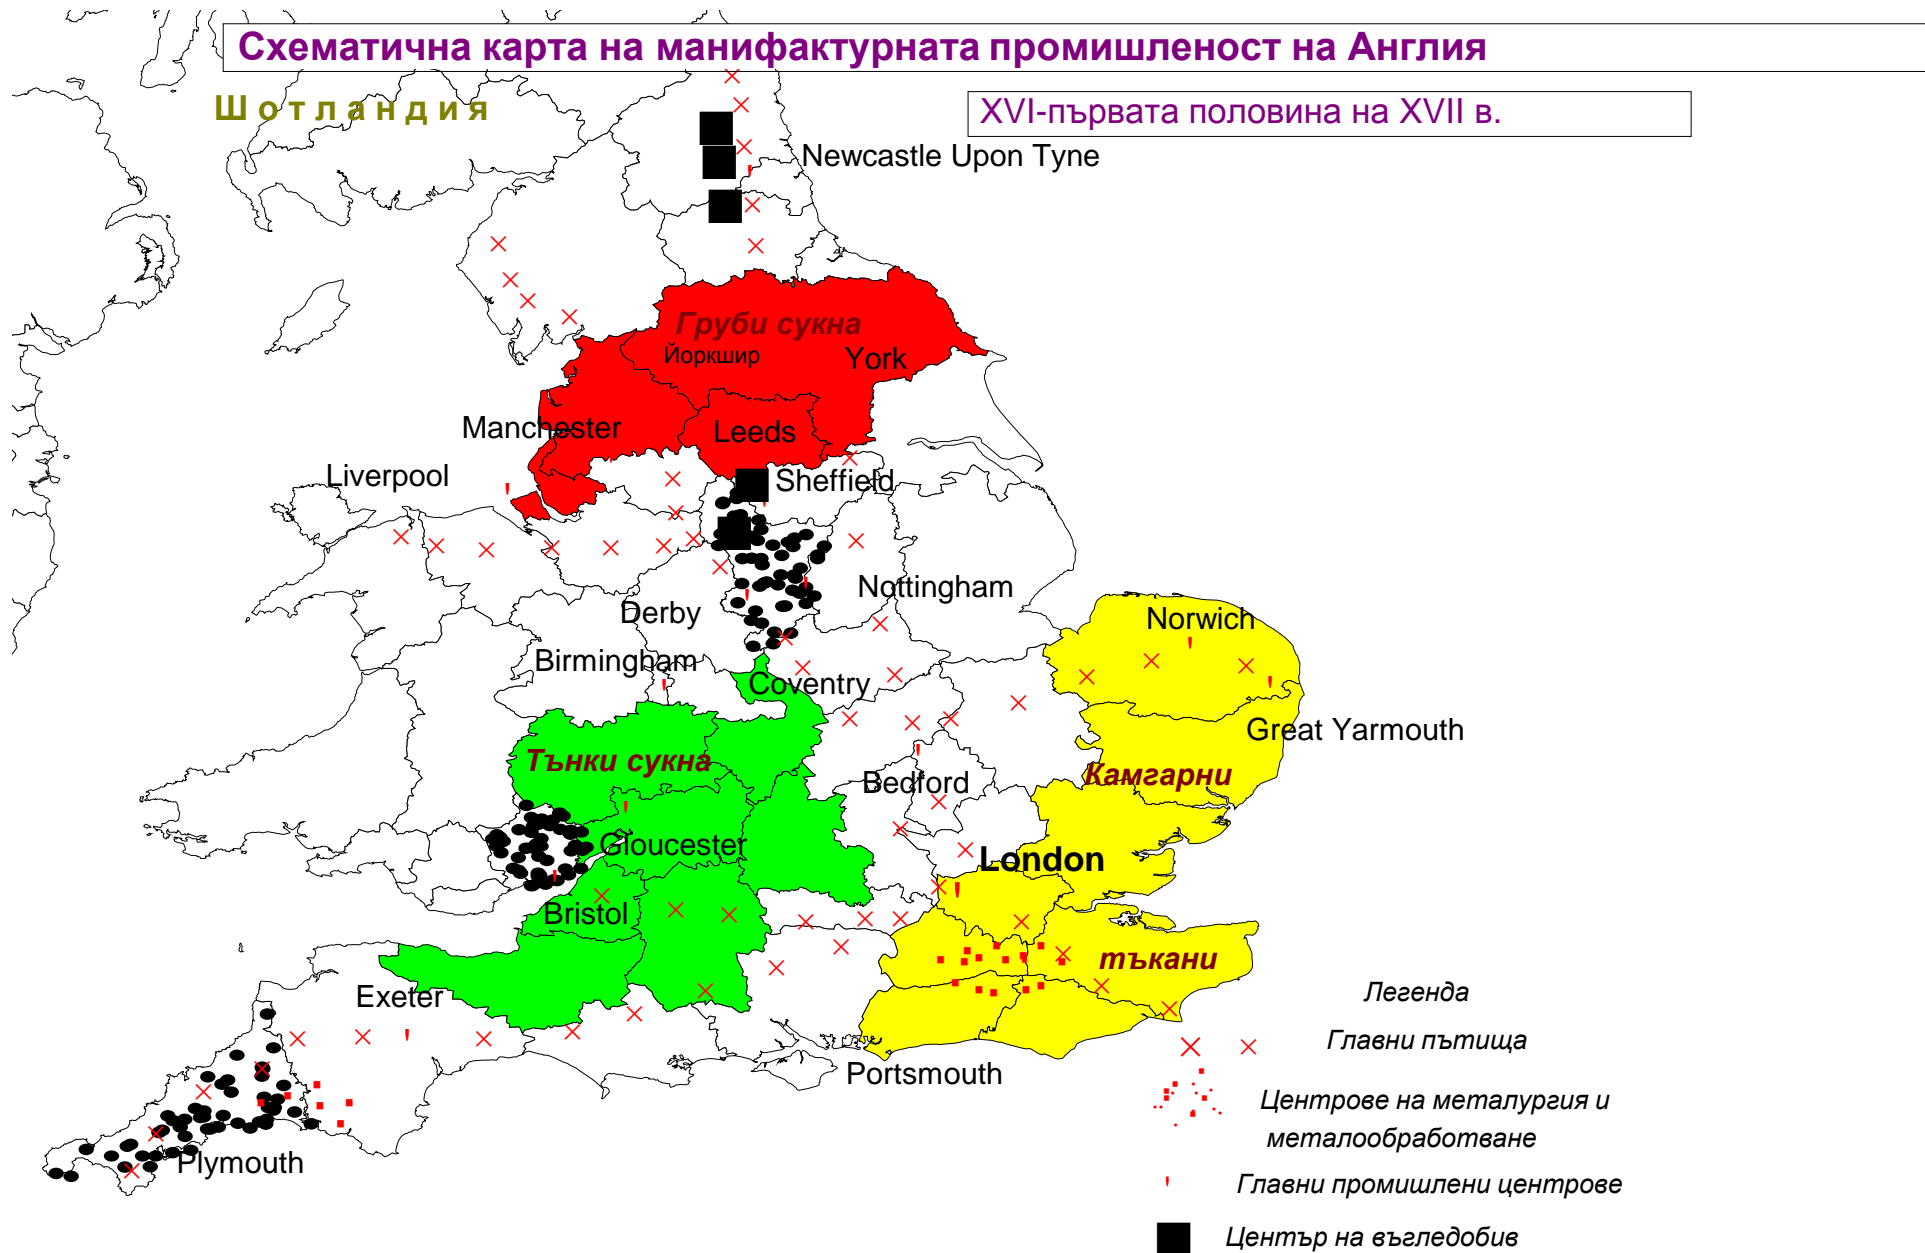 Схематична карта на манифактурната промишленост на Англия
Шотландия
XVI-първата половина на XVII в.
Newcastle Upon Tyne
Груби сукна
Йоркшир
York
Manchester
Leeds
Liverpool
Sheffield
Nottingham
Derby
Norwich
Birmingham
Coventry
Great Yarmouth
Тънки сукна
Камгарни
Bedford
Gloucester
London
Bristol
тъкани
Exeter
Легенда
Главни пътища
Portsmouth
Центрове на металургия и
металообработване
Plymouth
Главни промишлени центрове
Център на въгледобив